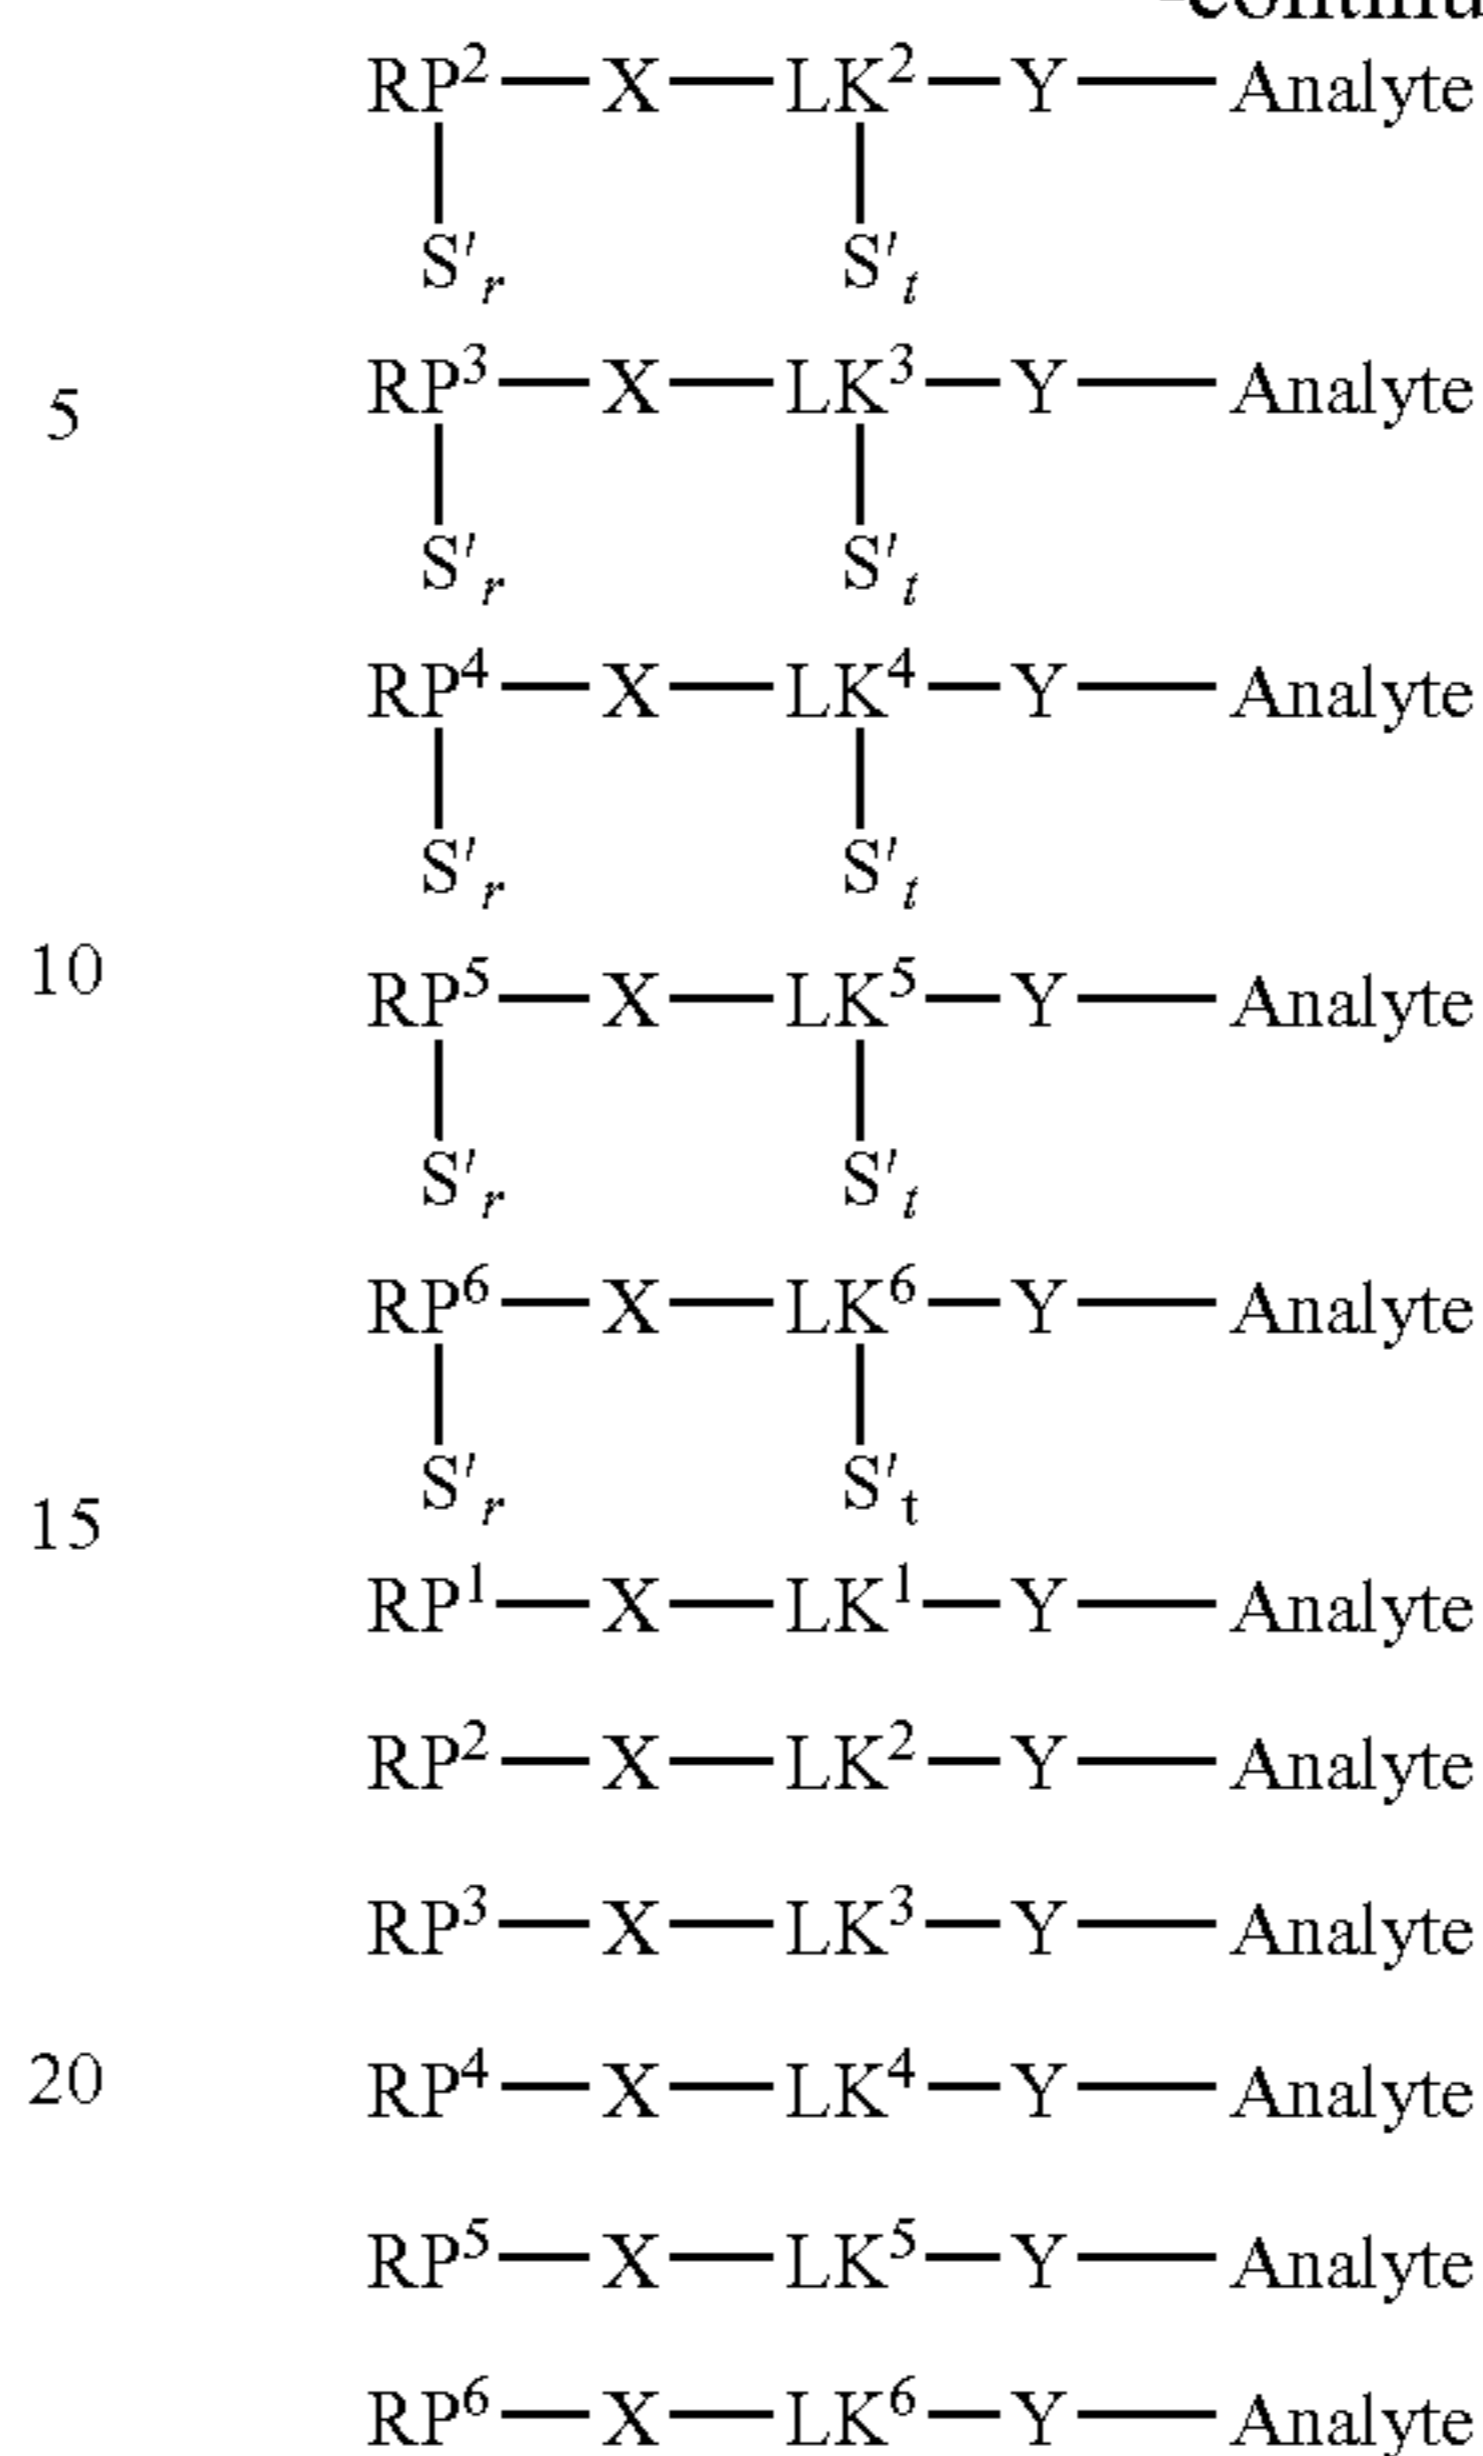 RP²—X—LK²—Y—Analyte
S'r S't
RP³—X—LK³—Y—Analyte
5
S'r S't
RP⁴—X—LK⁴—Y—Analyte
S'r S't
10 RP⁵—X—LK⁵—Y—Analyte
S'r S't
RP⁶—X—LK⁶—Y—Analyte
S'r S't
15
RP¹—X—LK¹—Y—Analyte
RP²—X—LK²—Y—Analyte
RP³—X—LK³—Y—Analyte
20 RP⁴—X—LK⁴—Y—Analyte
RP⁵—X—LK⁵—Y—Analyte
RP⁶—X—LK⁶—Y—Analyte